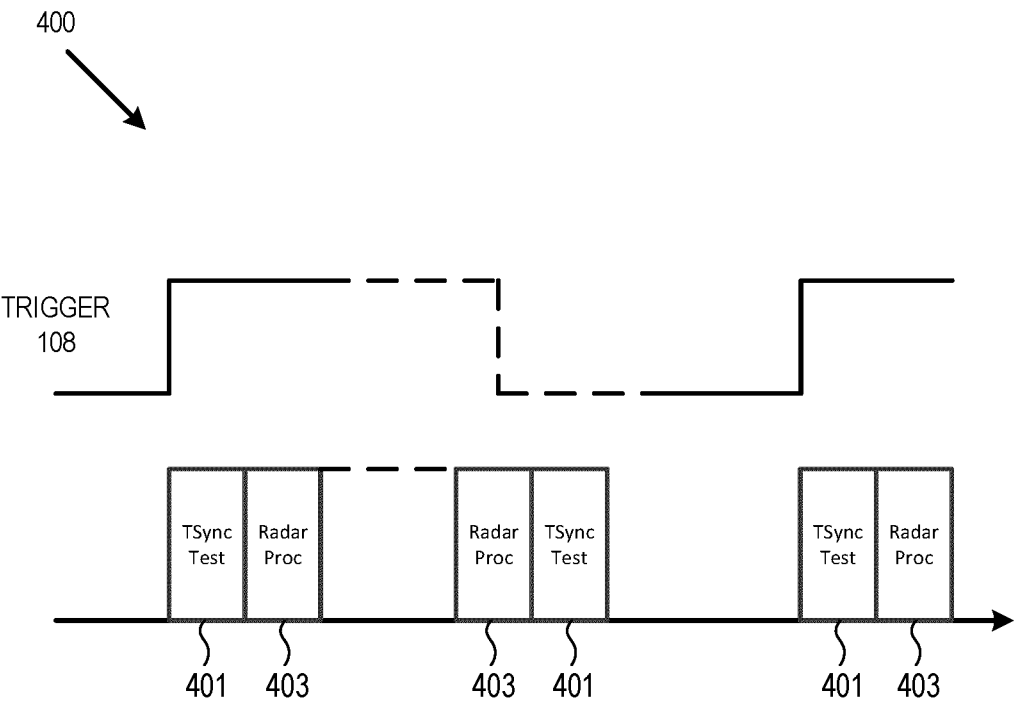 400
TRIGGER
108
TSync
Test
Radar
Proc
Radar
Proc
TSync
Test
TSync
Test
Radar
Proc
401
403
403
401
401
403